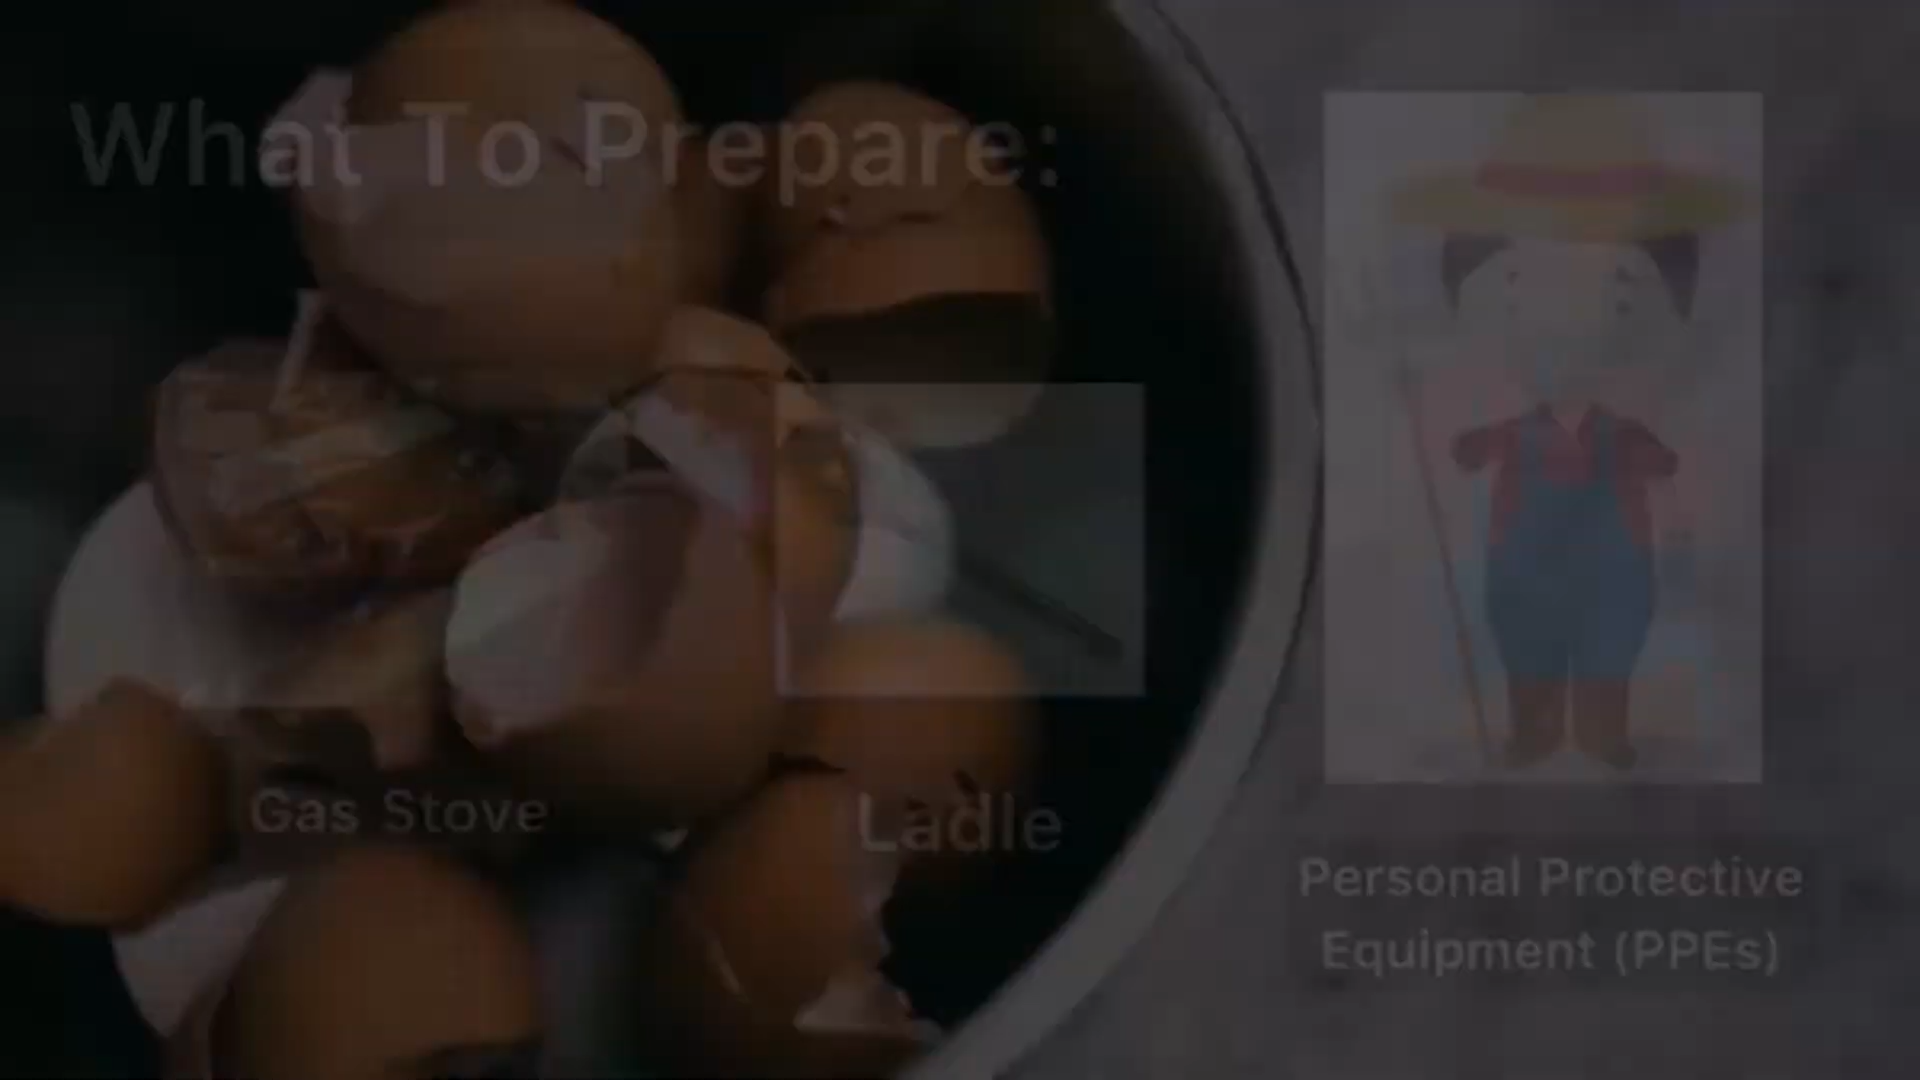 What To Prepare:
Gas Stove
Ladle
Personal Protective
Equipment (PPEs)